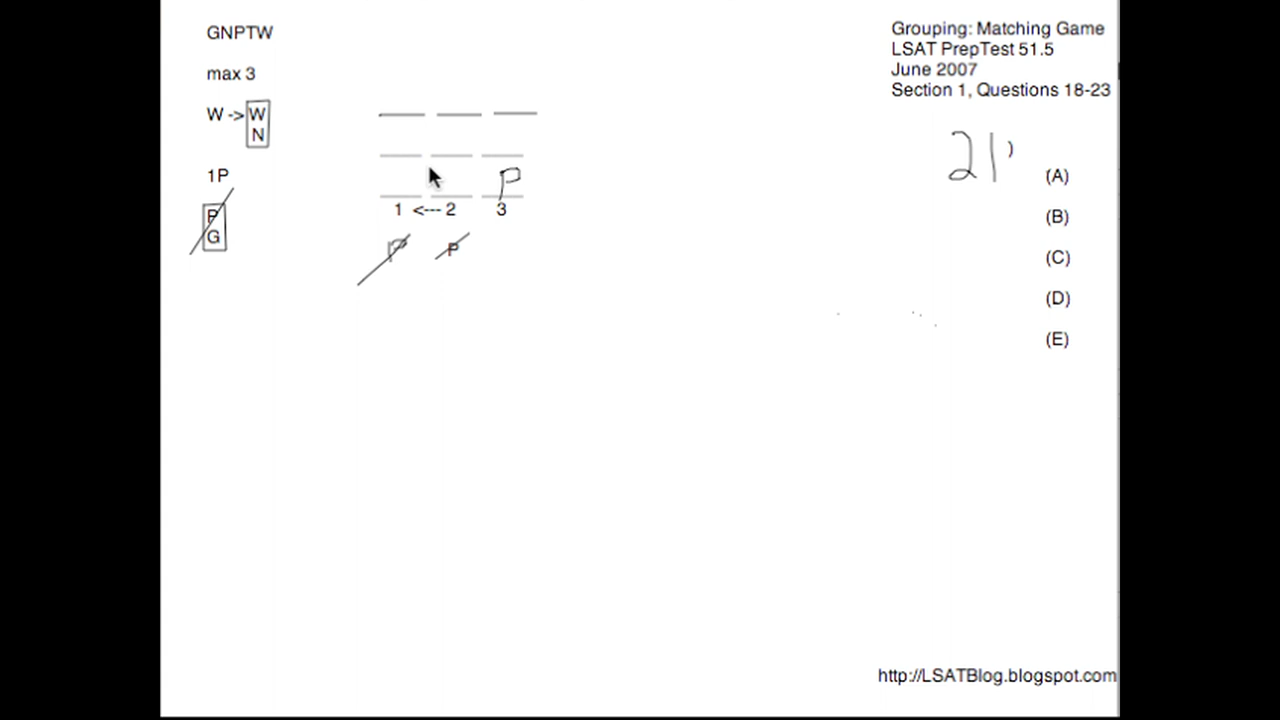 GNPTW
max 3
W -> W
N
1P
P
G
P
1 <--- 2 3
P P
Grouping: Matching Game
LSAT PrepTest 51.5
June 2007
Section 1, Questions 18-23
21)
(A)
(B)
(C)
(D)
(E)
http://LSATBlog.blogspot.com